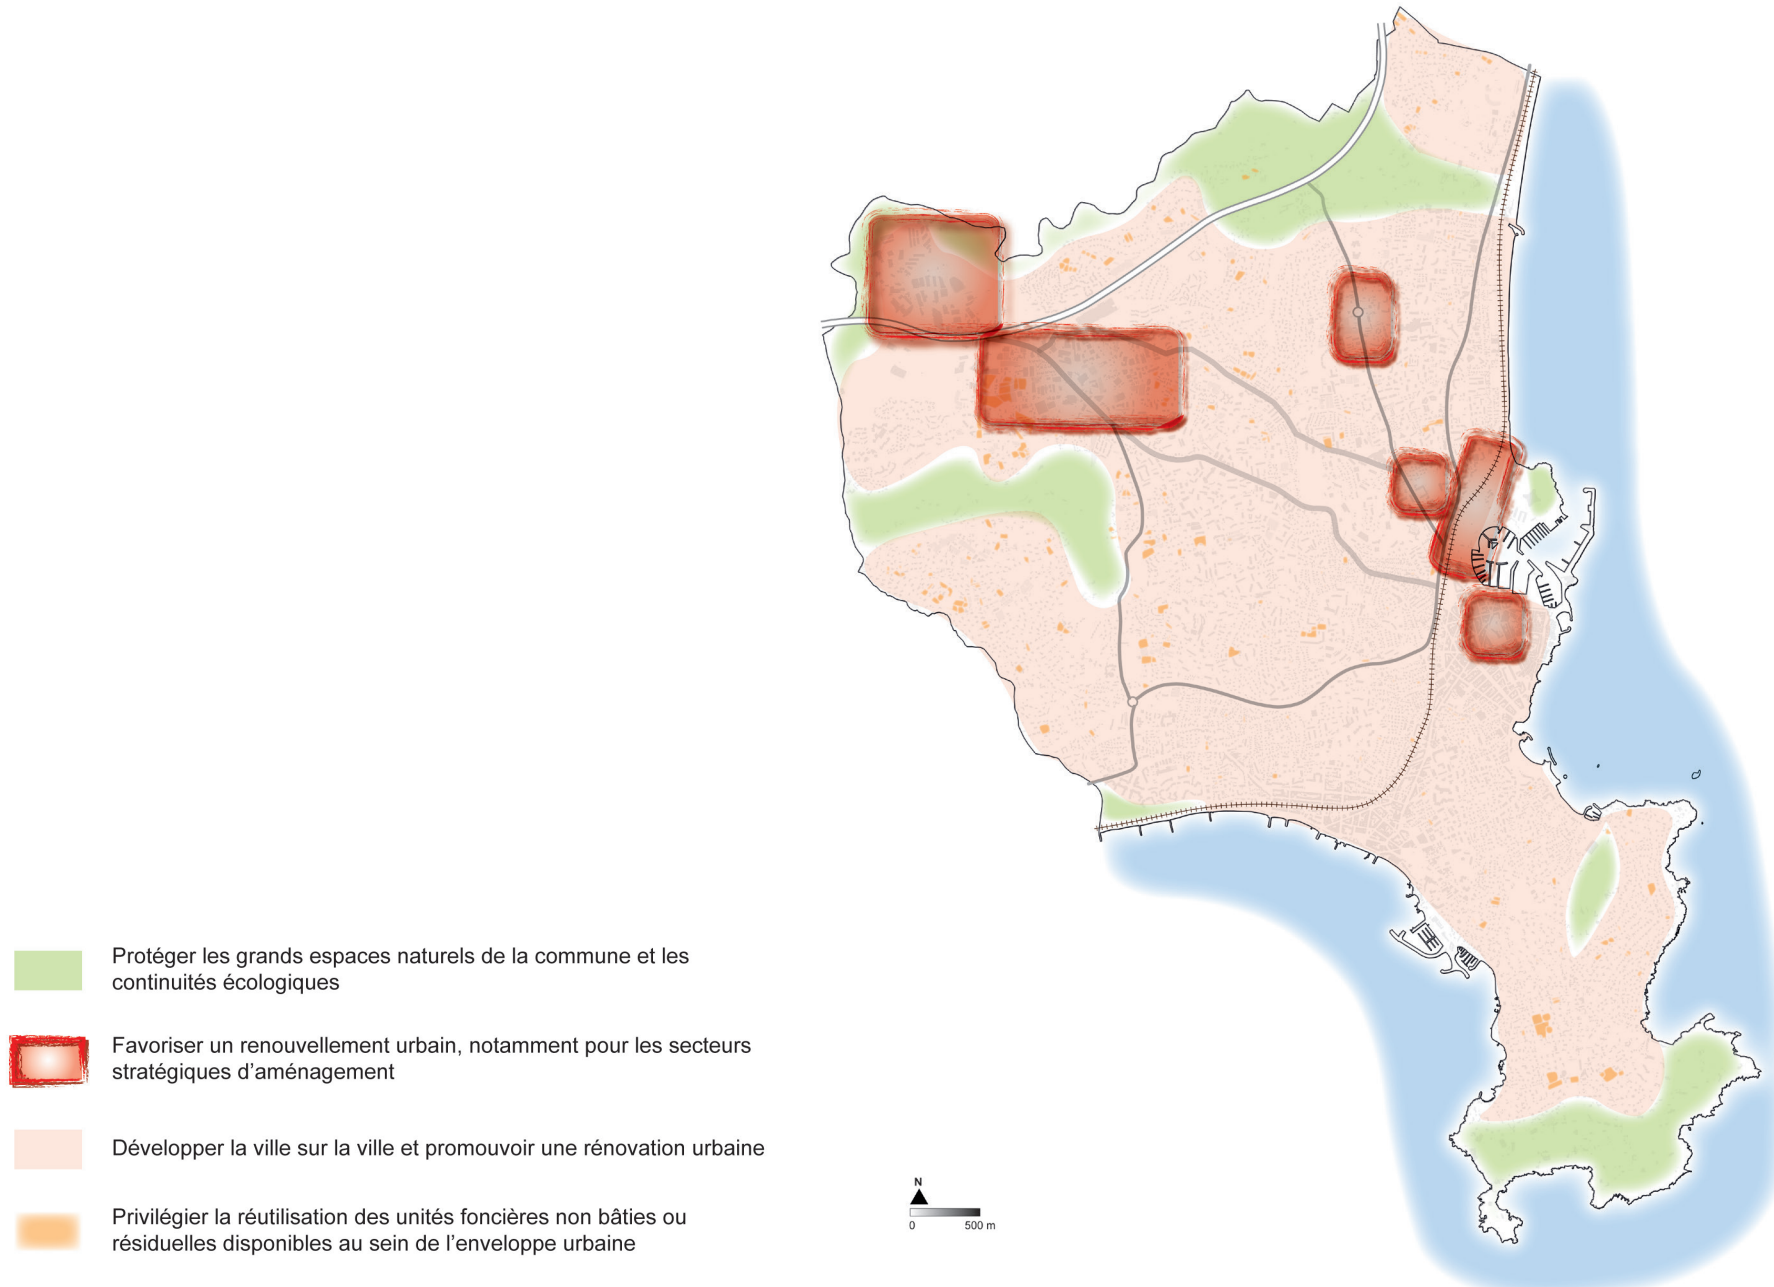 Protéger les grands espaces naturels de la commune et les
continuités écologiques
Favoriser un renouvellement urbain, notamment pour les secteurs
stratégiques d’aménagement
Développer la ville sur la ville et promouvoir une rénovation urbaine
Privilégier la réutilisation des unités foncières non bâties ou
résiduelles disponibles au sein de l’enveloppe urbaine
N
0 500 m